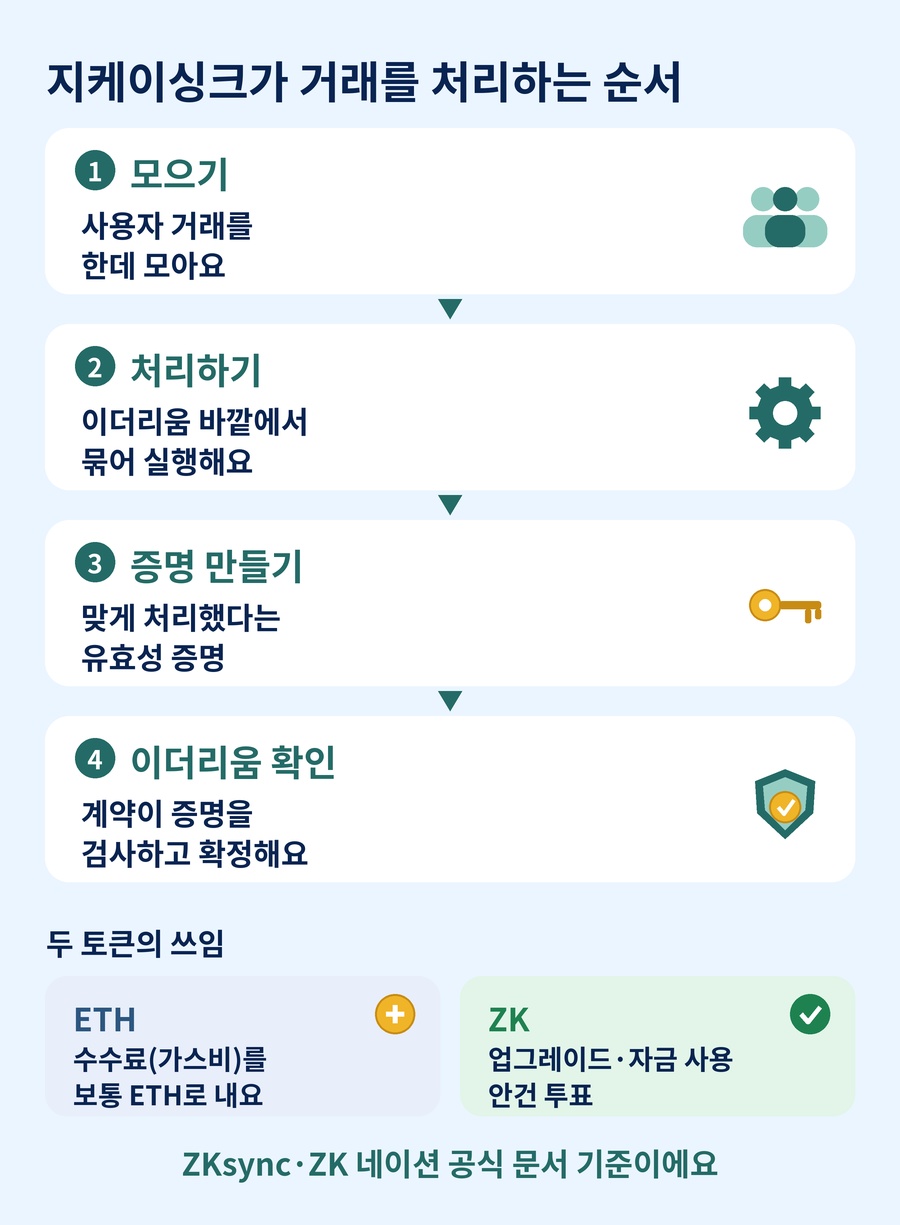 지케이싱크가 거래를 처리하는 순서
1 모으기
사용자 거래를
한데 모아요
2 처리하기
이더리움 바깥에서
묶어 실행해요
3 증명 만들기
맞게 처리했다는
유효성 증명
4 이더리움 확인
계약이 증명을
검사하고 확정해요
두 토큰의 쓰임
ETH
수수료(가스비)를
보통 ETH로 내요
ZK
업그레이드·자금 사용
안건 투표
ZKsync·ZK 네이션 공식 문서 기준이에요